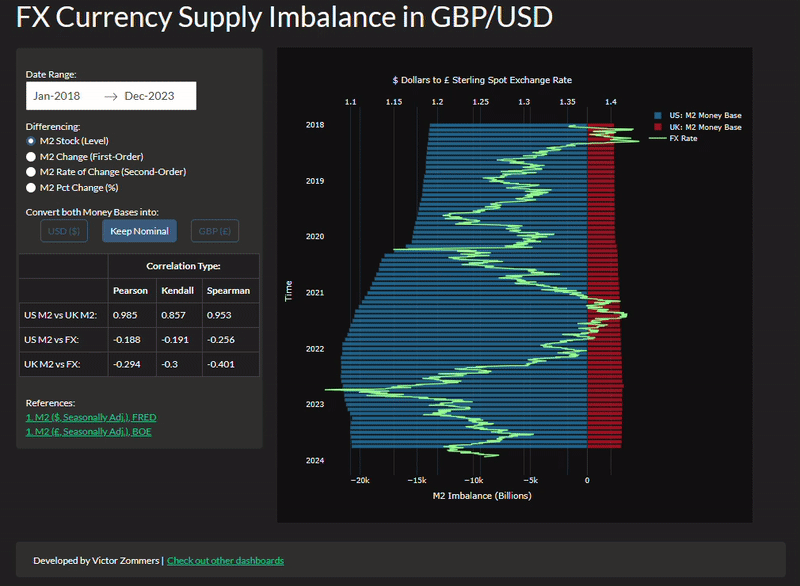 FX Currency Supply Imbalance in GBP/USD
Date Range:
Jan-2018 → Dec-2023
Differencing:
M2 Stock (Level)
M2 Change (First-Order)
M2 Rate of Change (Second-Order)
M2 Pct Change (%)
Convert both Money Bases into:
USD ($) Keep Nominal GBP (£)
Correlation Type:
Pearson Kendall Spearman
US M2 vs UK M2: 0.985 0.857 0.953
US M2 vs FX: -0.188 -0.191 -0.256
UK M2 vs FX: -0.294 -0.3 -0.401
References:
1. M2 ($, Seasonally Adj.), FRED
1. M2 (£, Seasonally Adj.), BOE
$ Dollars to £ Sterling Spot Exchange Rate
1.1 1.15 1.2 1.25 1.3 1.35 1.4
US: M2 Money Base
UK: M2 Money Base
FX Rate
Time
2018
2019
2020
2021
2022
2023
2024
−20k −15k −10k −5k 0
M2 Imbalance (Billions)
Developed by Victor Zommers | Check out other dashboards